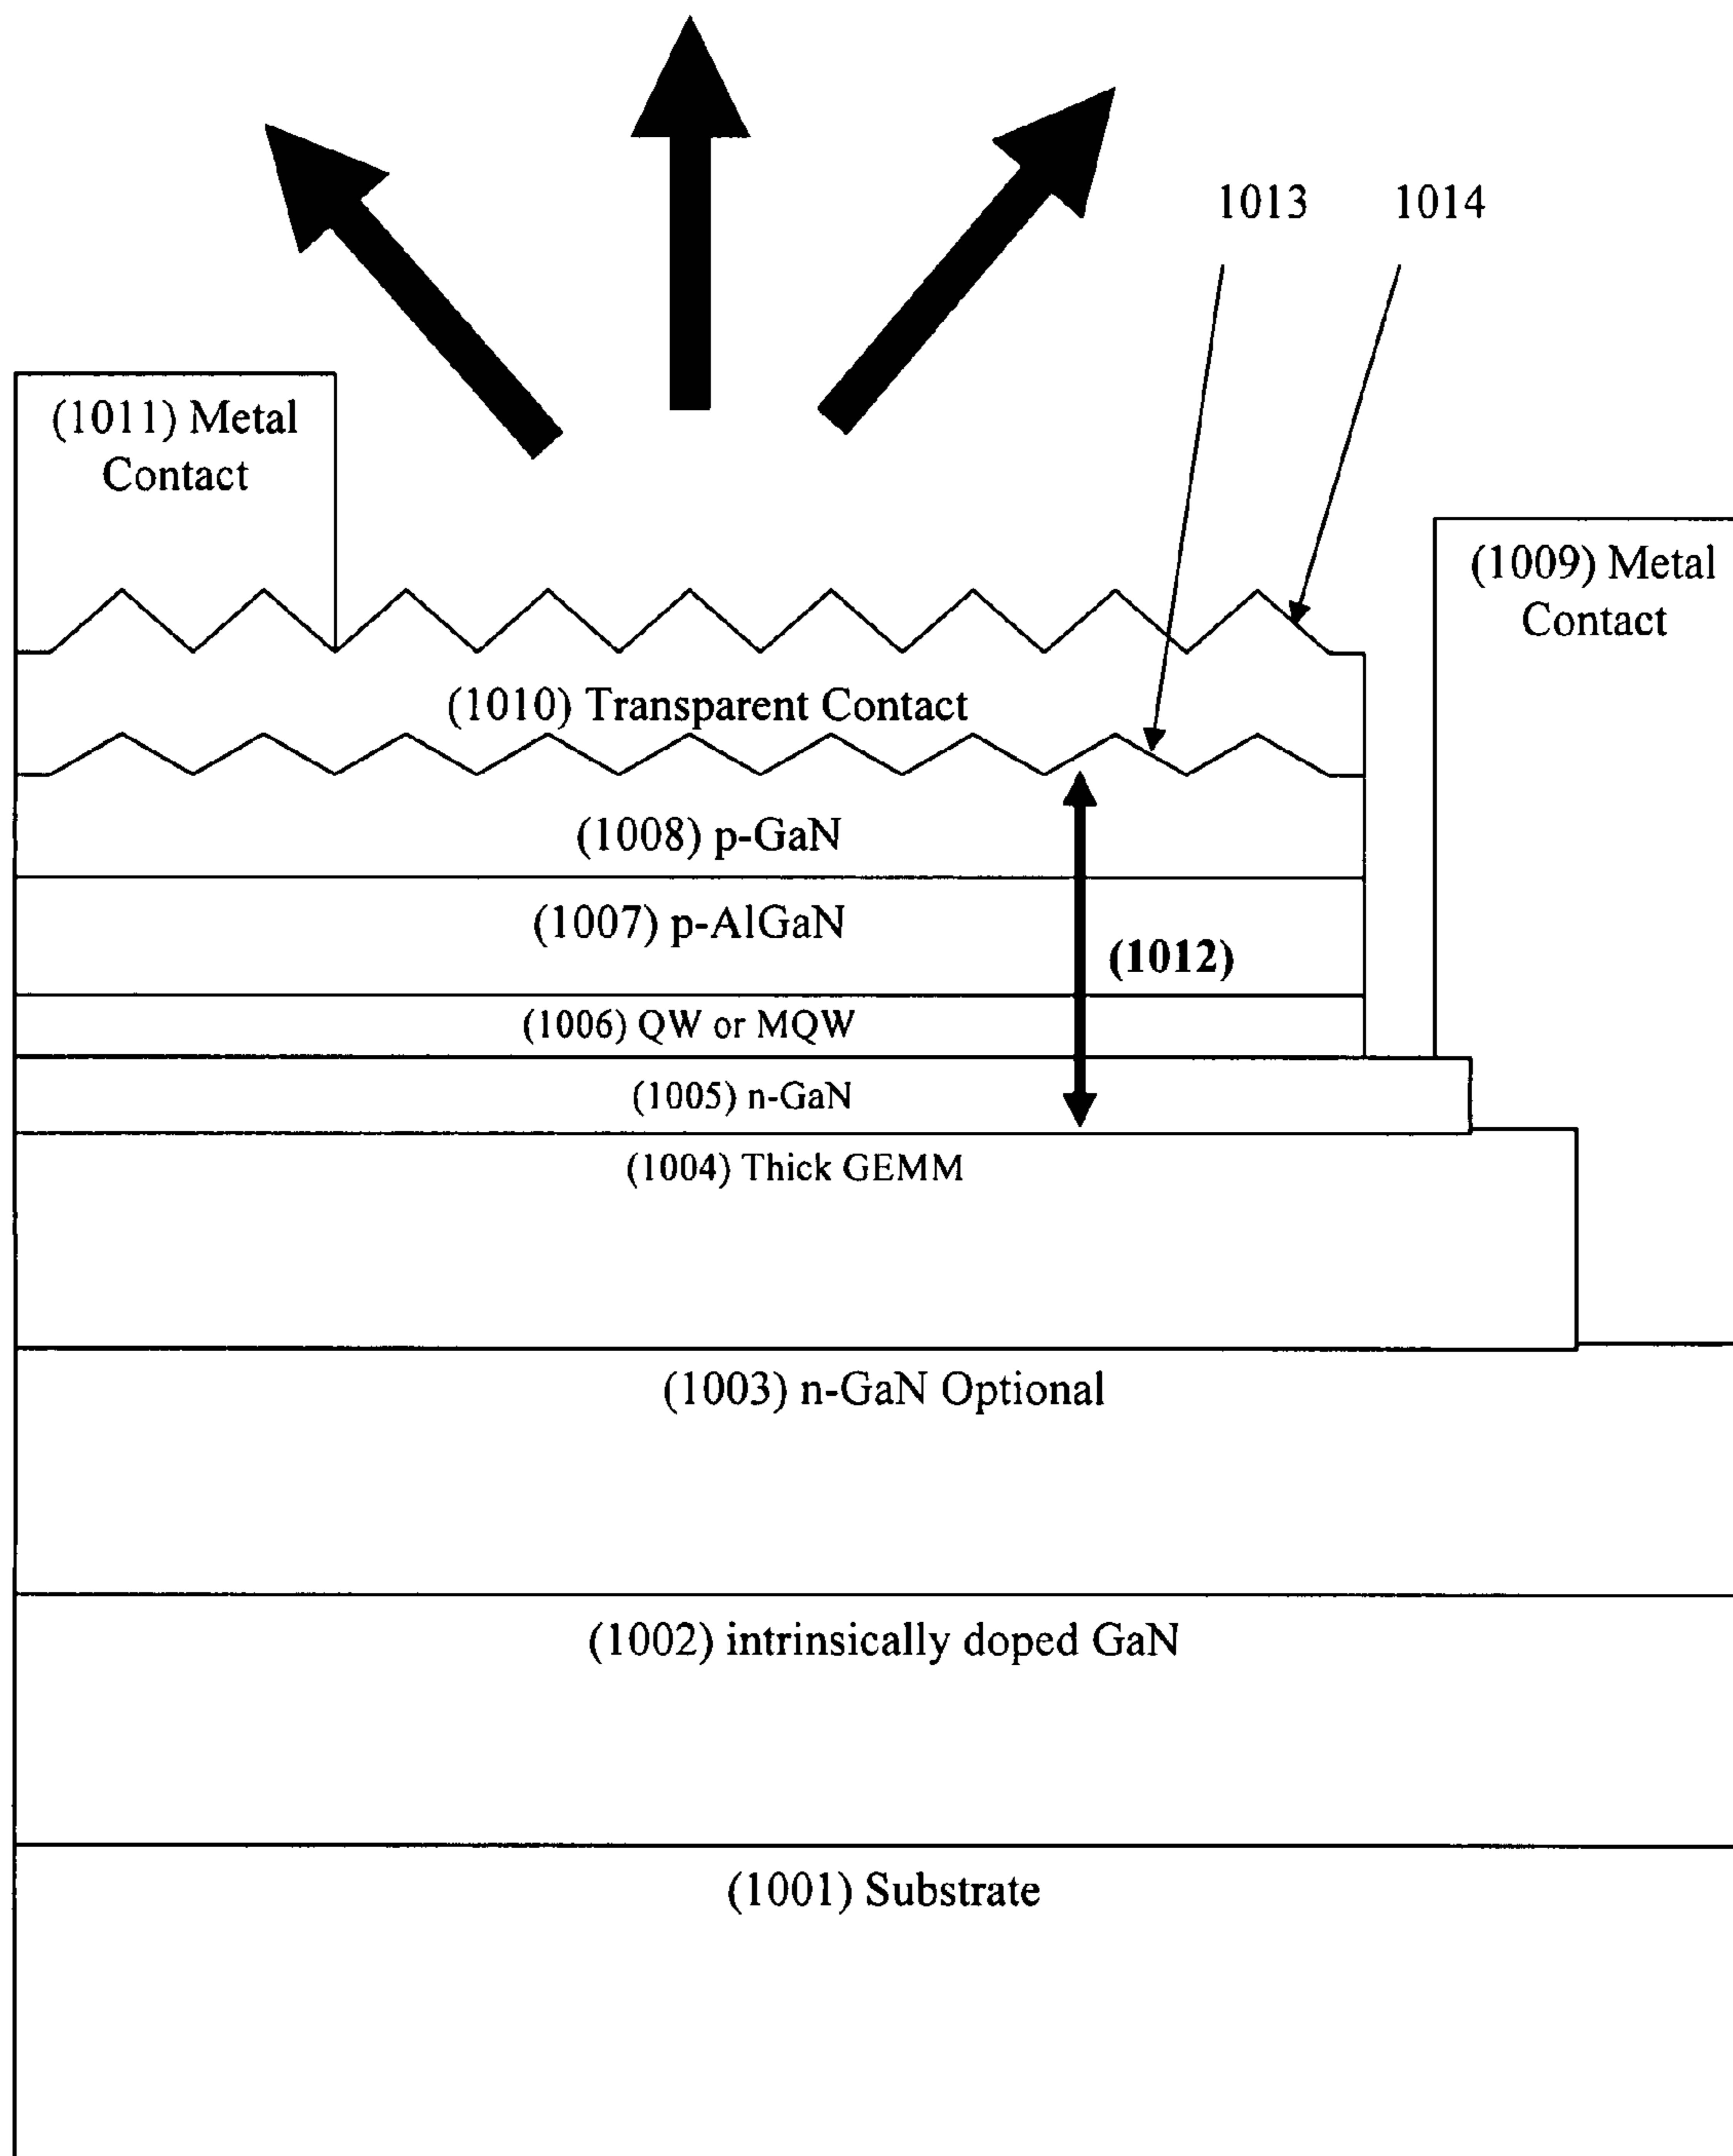 1013
1014
(1011) Metal
Contact
(1009) Metal
Contact
(1010) Transparent Contact
(1008) p-GaN
(1007) p-AlGaN
(1012)
(1006) QW or MQW
(1005) n-GaN
(1004) Thick GEMM
(1003) n-GaN Optional
(1002) intrinsically doped GaN
(1001) Substrate